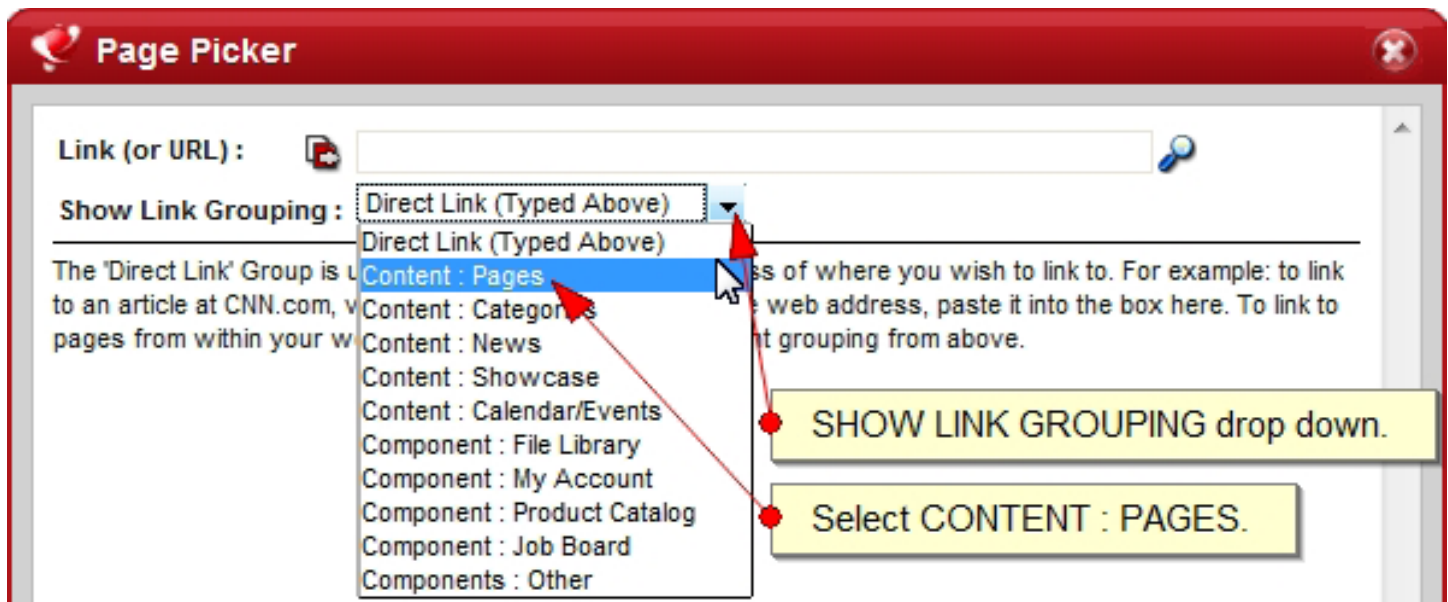 Page Picker
Link (or URL) :
Show Link Grouping : Direct Link (Typed Above)
Direct Link (Typed Above)
Content : Pages
Content : Categories
Content : News
Content : Showcase
Content : Calendar/Events
Component : File Library
Component : My Account
Component : Product Catalog
Component : Job Board
Components : Other
The 'Direct Link' Group is ss of where you wish to link to. For example: to link
to an article at CNN.com, web address, paste it into the box here. To link to
pages from within your grouping from above.
SHOW LINK GROUPING drop down.
Select CONTENT : PAGES.